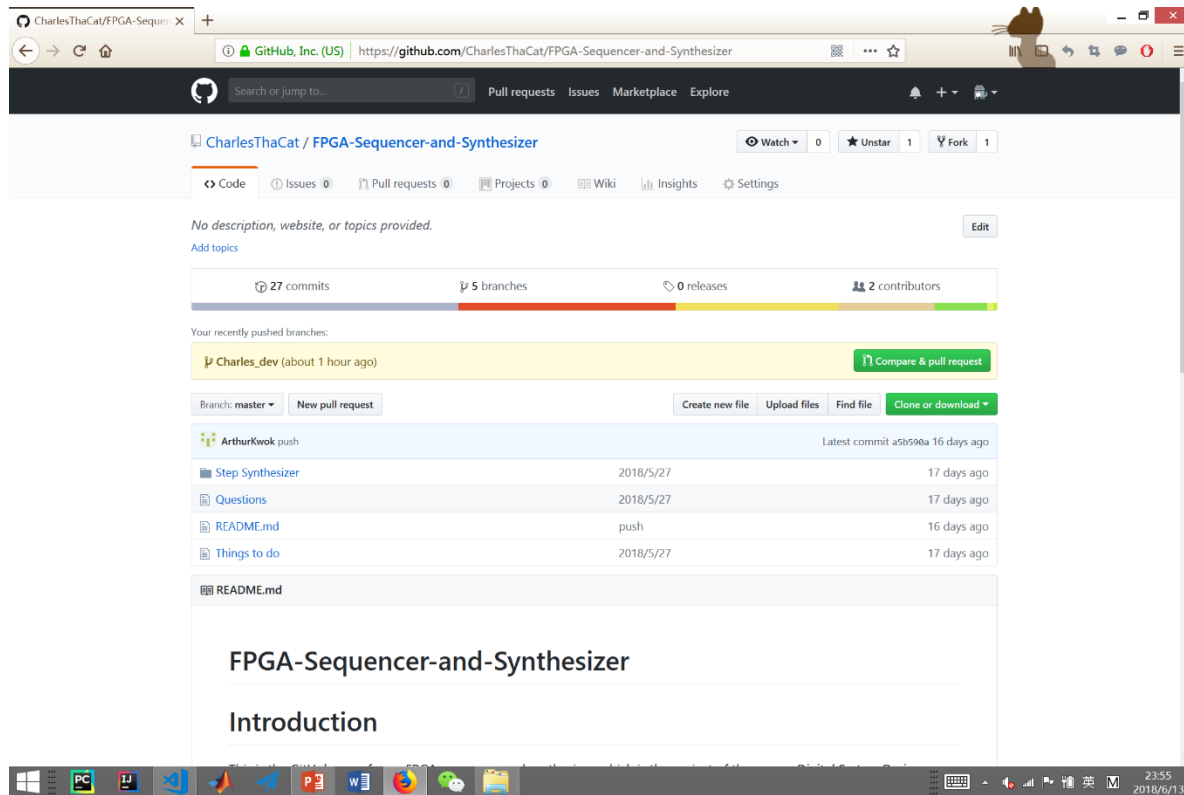 CharlesThaCat/FPGA-Sequen
GitHub, Inc. (US) https://github.com/CharlesThaCat/FPGA-Sequencer-and-Synthesizer
Search or jump to... / Pull requests Issues Marketplace Explore
CharlesThaCat / FPGA-Sequencer-and-Synthesizer Watch 0 Unstar 1 Fork 1
Code Issues 0 Pull requests 0 Projects 0 Wiki Insights Settings
No description, website, or topics provided. Edit
Add topics
27 commits 5 branches 0 releases 2 contributors
Your recently pushed branches:
Charles_dev (about 1 hour ago) Compare & pull request
Branch: master New pull request Create new file Upload files Find file Clone or download
ArthurKwok push Latest commit a5b590a 16 days ago
Step Synthesizer 2018/5/27 17 days ago
Questions 2018/5/27 17 days ago
README.md push 16 days ago
Things to do 2018/5/27 17 days ago
README.md
FPGA-Sequencer-and-Synthesizer
Introduction
PC IJ P W 英 M 23:55
2018/6/13